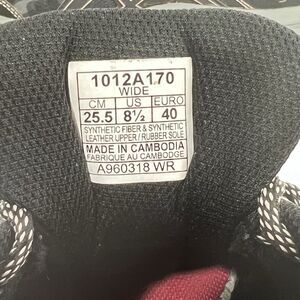 1012A170
WIDE
CM US EURO
25.5 8½ 40
SYNTHETIC FIBER & SYNTHETIC
LEATHER UPPER / RUBBER SOLE
MADE IN CAMBODIA
FABRIQUE AU CAMBODGE
A960318 WR